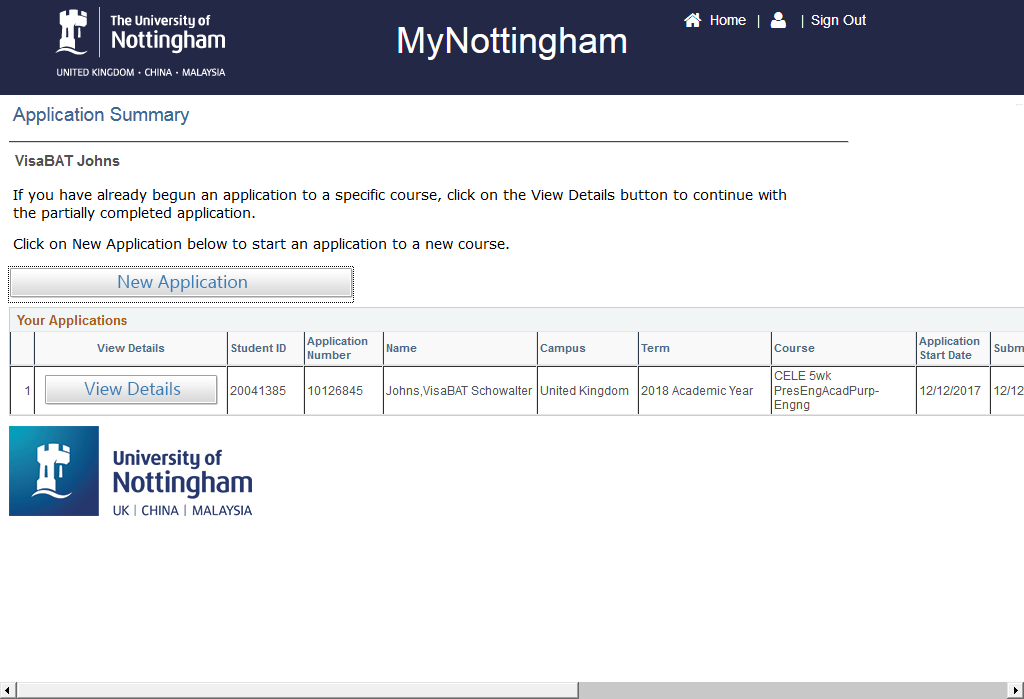 The University of
Nottingham
UNITED KINGDOM · CHINA · MALAYSIA
MyNottingham
Home | | Sign Out
Application Summary
VisaBAT Johns
If you have already begun an application to a specific course, click on the View Details button to continue with
the partially completed application.
Click on New Application below to start an application to a new course.
New Application
Your Applications
View Details Student ID Application Number Name Campus Term Course Application Start Date Subm
1 View Details 20041385 10126845 Johns,VisaBAT Schowalter United Kingdom 2018 Academic Year CELE 5wk PresEngAcadPurp-Engng 12/12/2017 12/12
University of
Nottingham
UK | CHINA | MALAYSIA